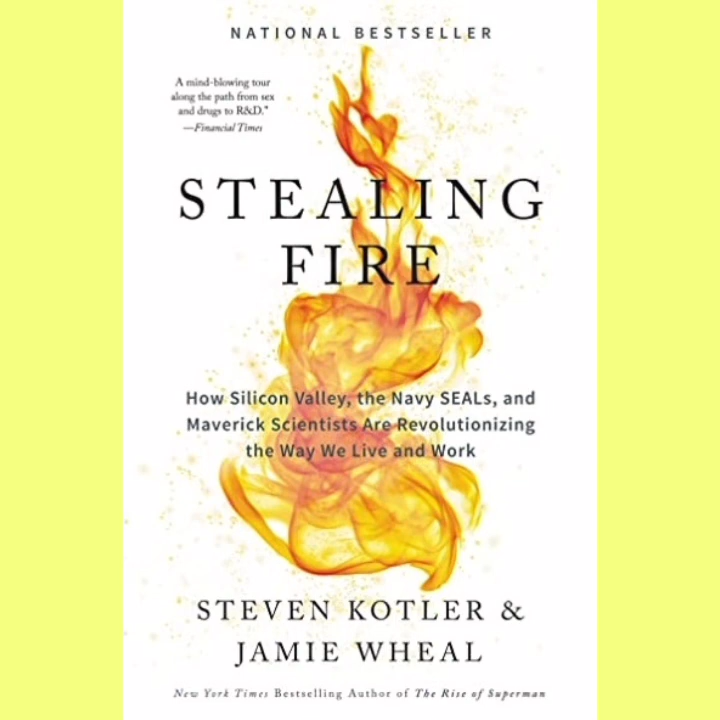 NATIONAL BESTSELLER
A mind-blowing tour
along the path from sex
and drugs to R&D."
—Financial Times
STEALING
FIRE
How Silicon Valley, the Navy SEALs, and
Maverick Scientists Are Revolutionizing
the Way We Live and Work
STEVEN KOTLER &
JAMIE WHEAL
New York Times Bestselling Author of The Rise of Superman